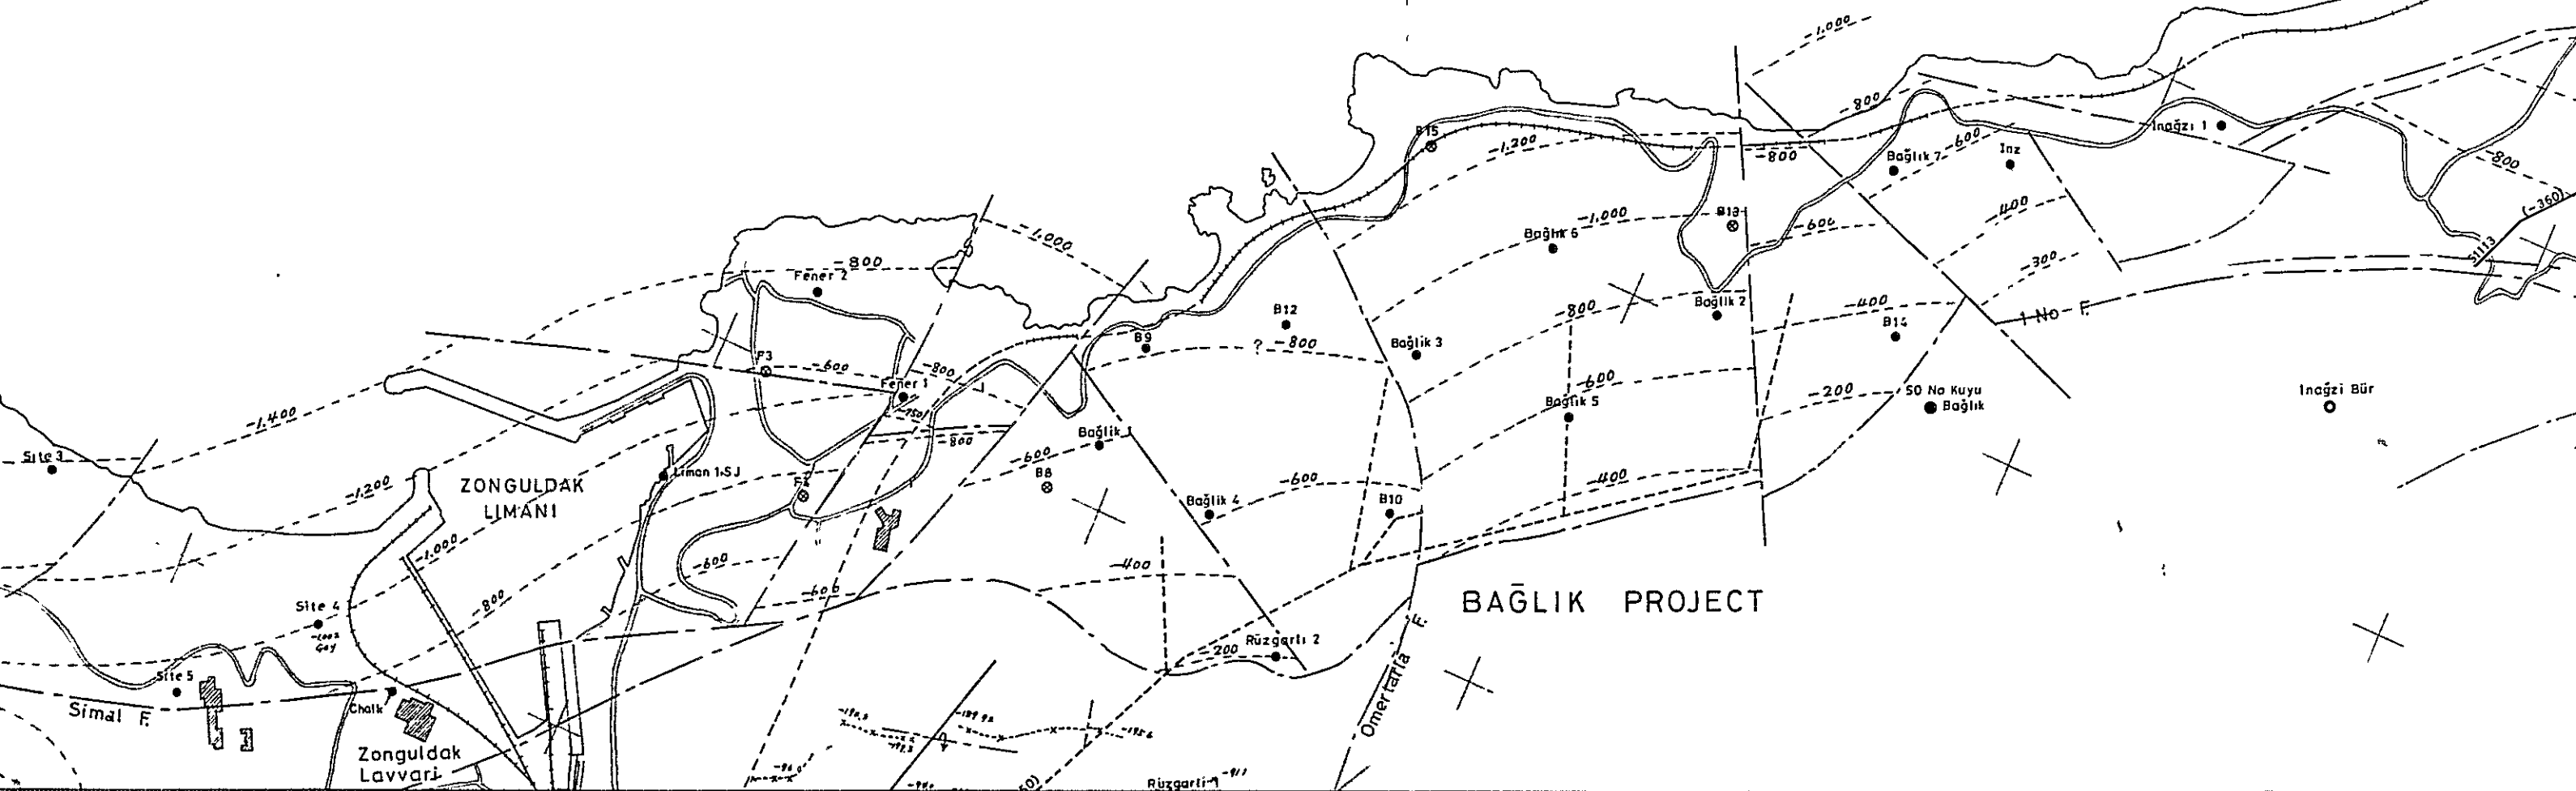 -1.000
-800
B15
-1.200
-800
-600
Inağzı 1
Bağlık 7
Inz
-800
-400
(-360)
S1113
-1.000
B13
-600
-1.000
Bağlık 6
-300
-800
Fener 2
Bağlık 2
-800
-400
B14
1 No F.
B12
B9
? -800
Bağlık 3
F3
-600
-800
Fener 1
-600
Bağlık 5
-200
50 No Kuyu
Bağlık
Inağzi Bür
-1.400
-800
Bağlık 1
-600
B8
Site 3
Liman 1.SJ
ZONGULDAK
LIMANI
-1.200
-600
Bağlık 4
B10
-400
-1.000
-600
-400
-600
-800
Site 4
BAĞLIK PROJECT
Rüzgarlı 2
200
Omertarla F.
Site 5
Simal F.
Chalk
Zonguldak
Lavvari
Rüzgarlı